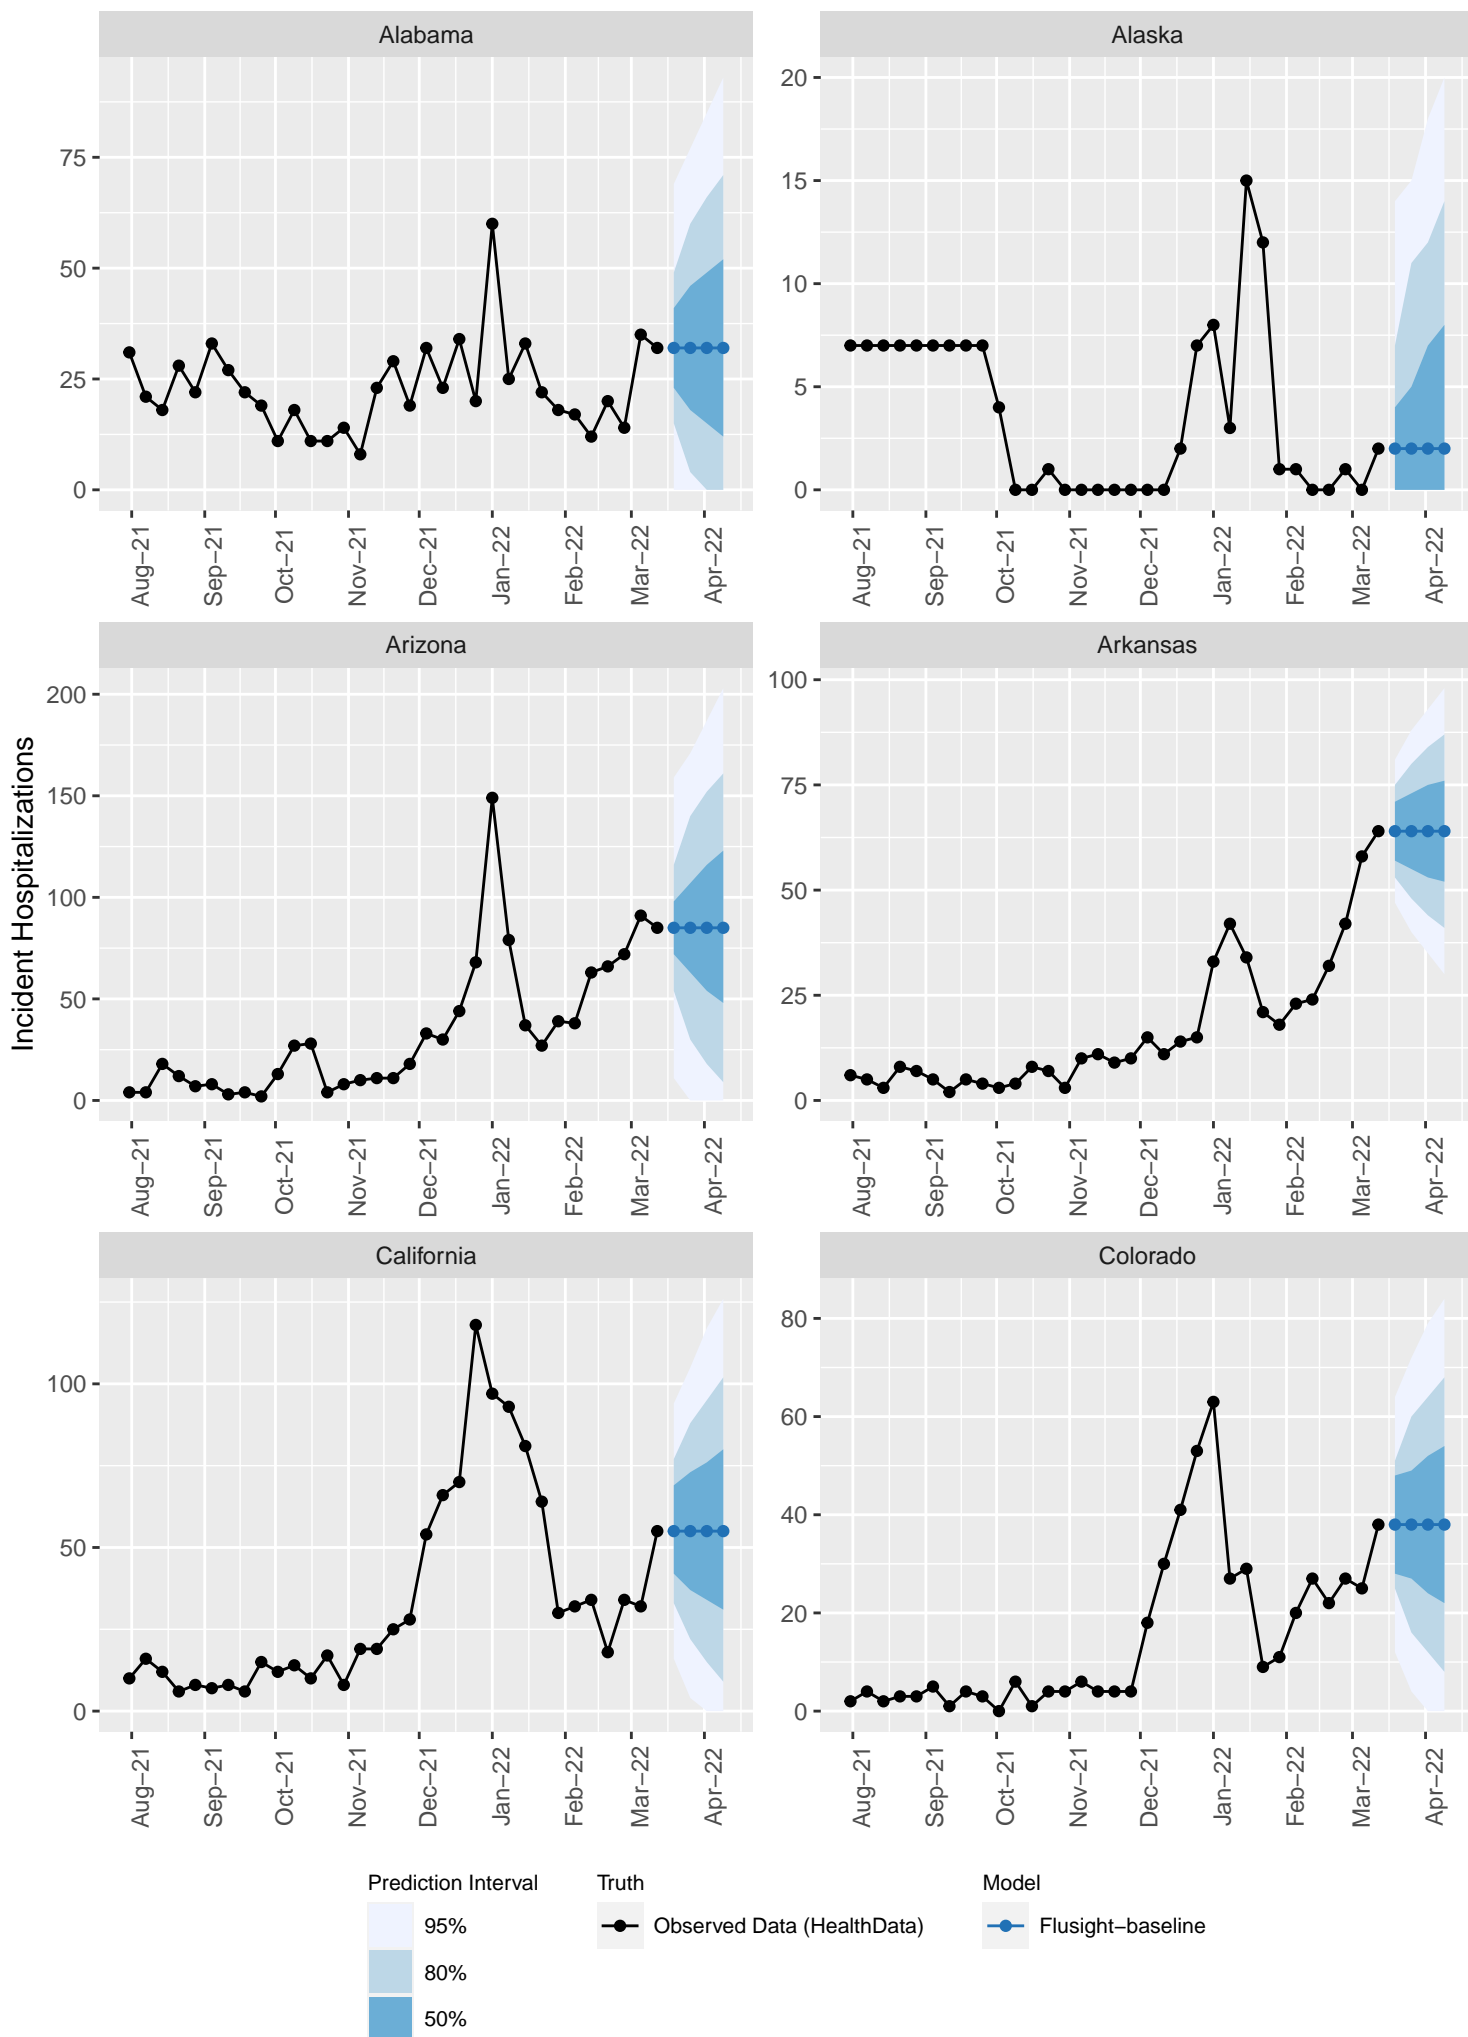 Alabama
Alaska
75
50
25
0
20
15
10
5
0
Aug−21
Sep−21
Oct−21
Nov−21
Dec−21
Jan−22
Feb−22
Mar−22
Apr−22
Aug−21
Sep−21
Oct−21
Nov−21
Dec−21
Jan−22
Feb−22
Mar−22
Apr−22
Incident Hospitalizations
Arizona
Arkansas
200
150
100
50
0
100
75
50
25
0
Aug−21
Sep−21
Oct−21
Nov−21
Dec−21
Jan−22
Feb−22
Mar−22
Apr−22
Aug−21
Sep−21
Oct−21
Nov−21
Dec−21
Jan−22
Feb−22
Mar−22
Apr−22
California
Colorado
100
50
0
80
60
40
20
0
Aug−21
Sep−21
Oct−21
Nov−21
Dec−21
Jan−22
Feb−22
Mar−22
Apr−22
Aug−21
Sep−21
Oct−21
Nov−21
Dec−21
Jan−22
Feb−22
Mar−22
Apr−22
Prediction Interval
95%
80%
50%
Truth
Observed Data (HealthData)
Model
Flusight−baseline